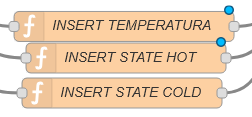 INSERT TEMPERATURA
INSERT STATE HOT
INSERT STATE COLD